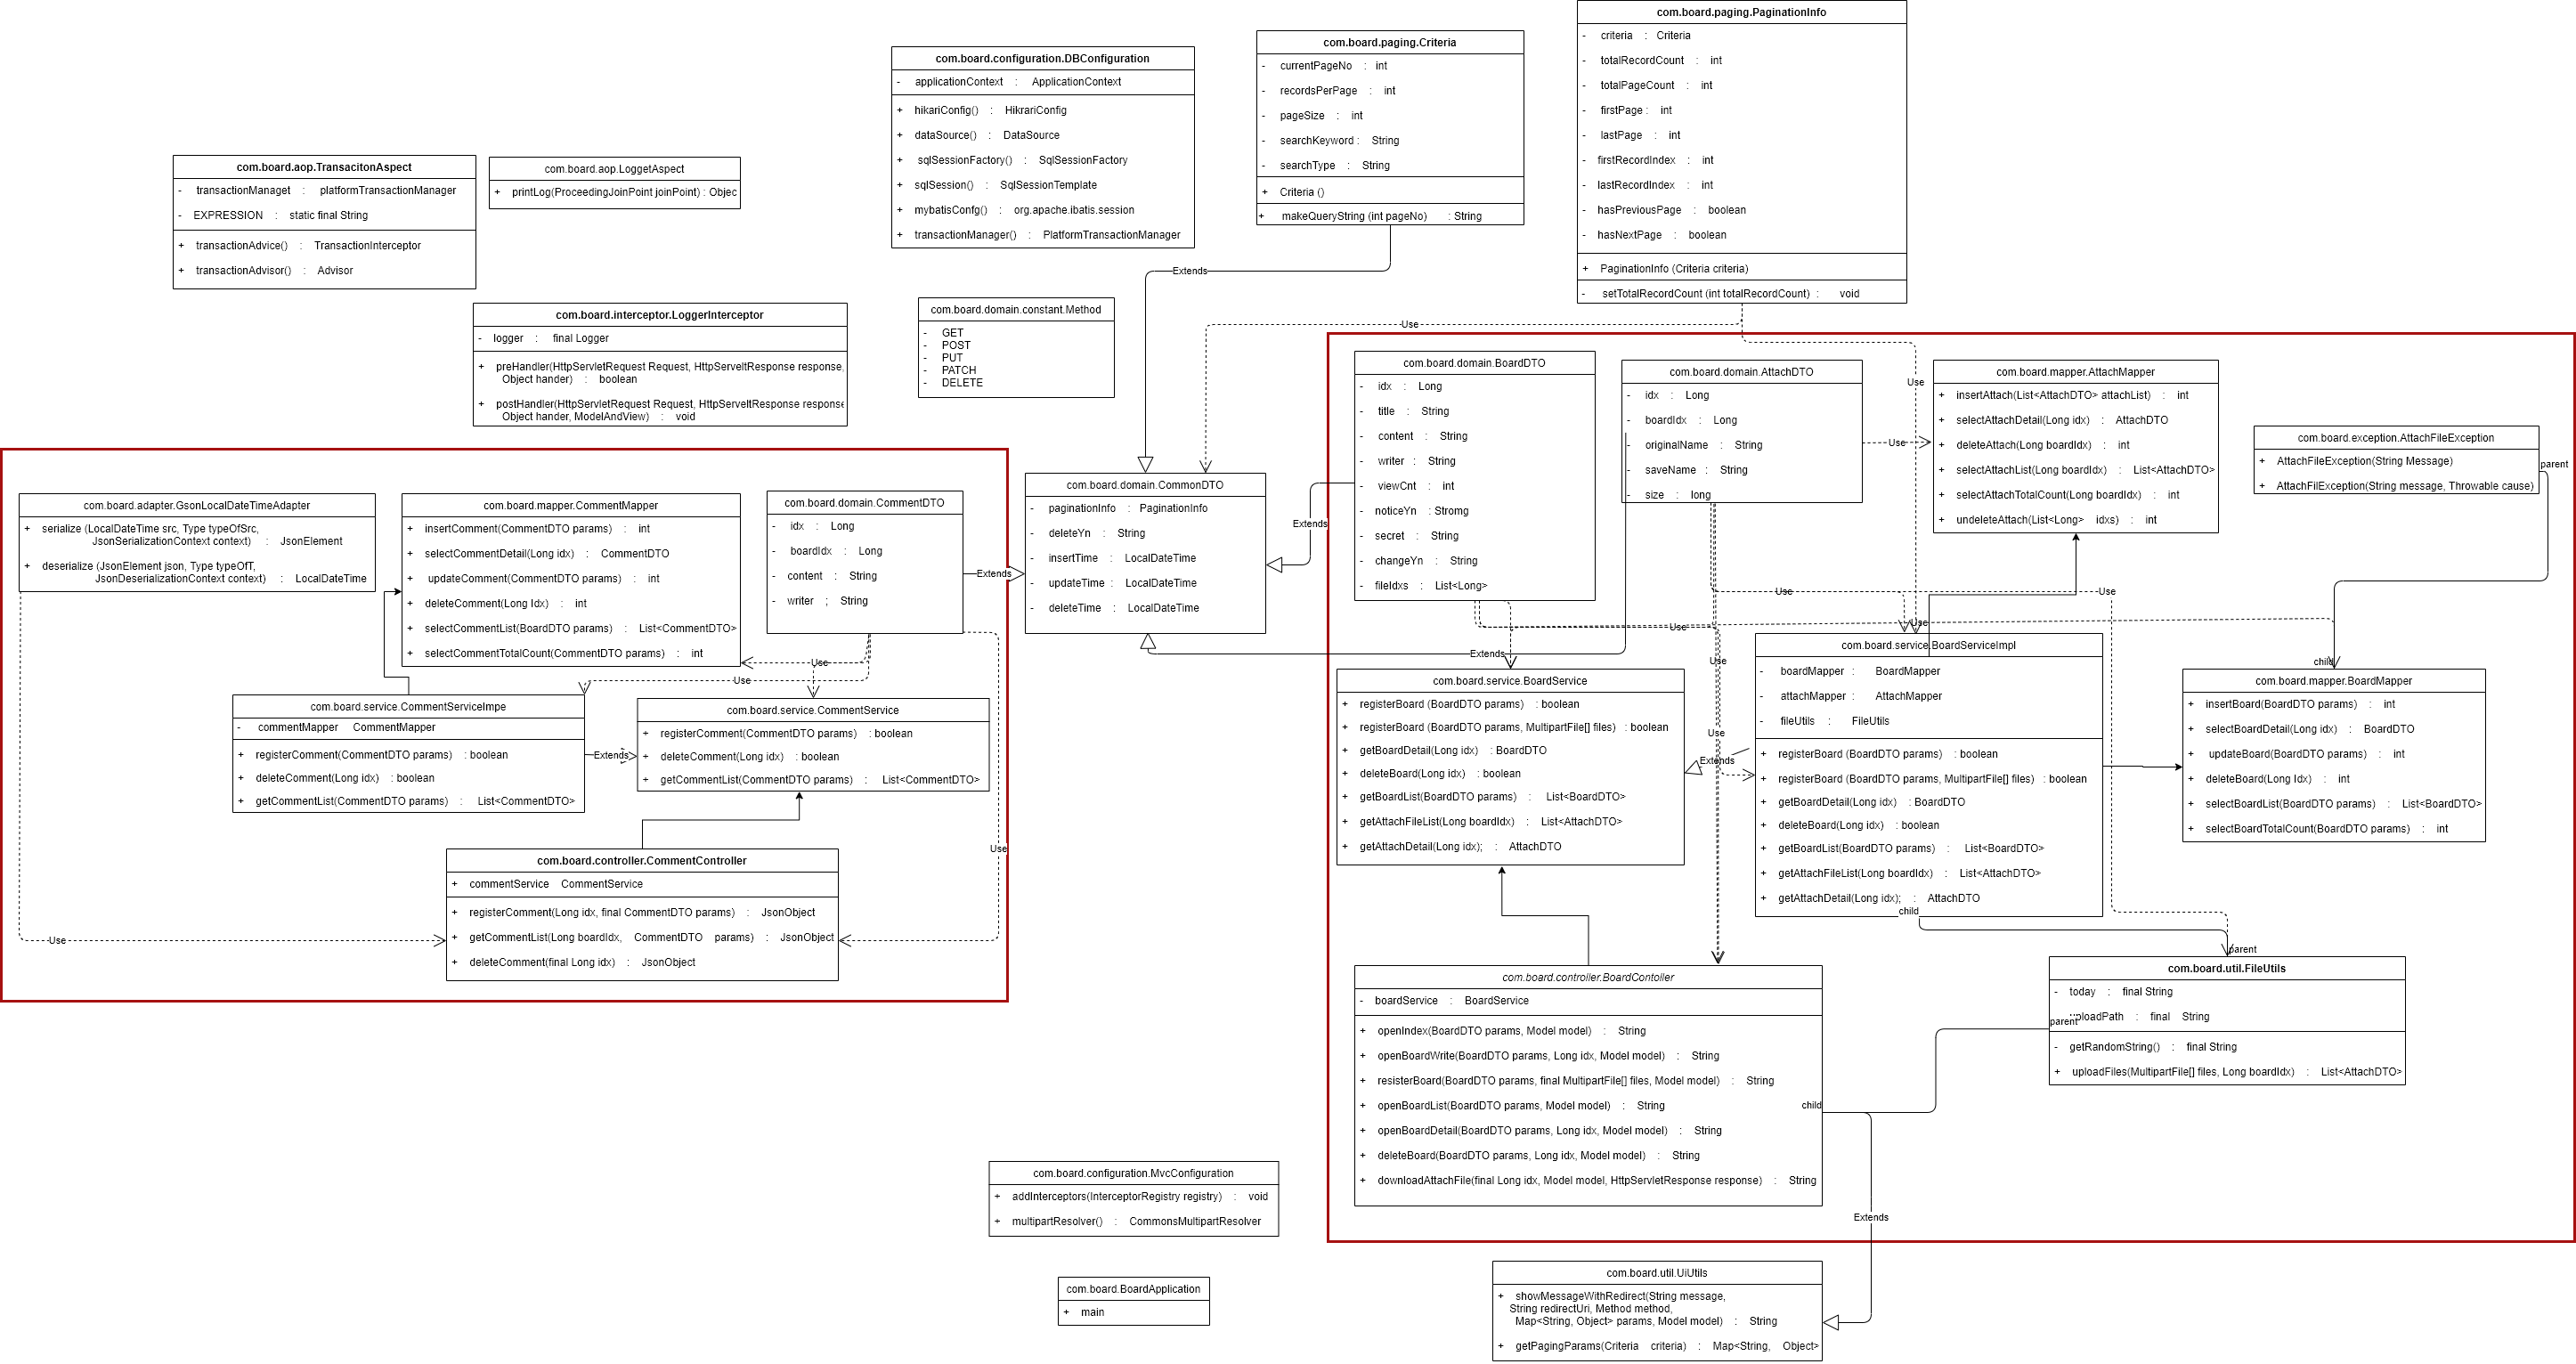 com.board.paging.PaginationInfo
- criteria : Criteria
- totalRecordCount : int
- totalPageCount : int
- firstPage : int
- lastPage : int
- firstRecordIndex : int
- lastRecordIndex : int
- hasPreviousPage : boolean
- hasNextPage : boolean
+ PaginationInfo (Criteria criteria)
- setTotalRecordCount (int totalRecordCount) : void
com.board.paging.Criteria
- currentPageNo : int
- recordsPerPage : int
- pageSize : int
- searchKeyword : String
- searchType : String
+ Criteria ()
+ makeQueryString (int pageNo) : String
com.board.configuration.DBConfiguration
- applicationContext : ApplicationContext
+ hikariConfig() : HikrariConfig
+ dataSource() : DataSource
+ sqlSessionFactory() : SqlSessionFactory
+ sqlSession() : SqlSessionTemplate
+ mybatisConfg() : org.apache.ibatis.session
+ transactionManager() : PlatformTransactionManager
com.board.aop.TransacitonAspect
- transactionManaget : platformTransactionManager
- EXPRESSION : static final String
+ transactionAdvice() : TransactionInterceptor
+ transactionAdvisor() : Advisor
com.board.aop.LoggetAspect
+ printLog(ProceedingJoinPoint joinPoint) : Objec
com.board.interceptor.LoggerInterceptor
- logger : final Logger
+ preHandler(HttpServletRequest Request, HttpServeltResponse response,
Object hander) : boolean
+ postHandler(HttpServletRequest Request, HttpServeltResponse response
Object hander, ModelAndView) : void
com.board.domain.constant.Method
- GET
- POST
- PUT
- PATCH
- DELETE
Extends
Use
Use
com.board.adapter.GsonLocalDateTimeAdapter
+ serialize (LocalDateTime src, Type typeOfSrc,
JsonSerializationContext context) : JsonElement
+ deserialize (JsonElement json, Type typeOfT,
JsonDeserializationContext context) : LocalDateTime
com.board.mapper.CommentMapper
+ insertComment(CommentDTO params) : int
+ selectCommentDetail(Long idx) : CommentDTO
+ updateComment(CommentDTO params) : int
+ deleteComment(Long Idx) : int
+ selectCommentList(BoardDTO params) : List<CommentDTO>
+ selectCommentTotalCount(CommentDTO params) : int
com.board.domain.CommentDTO
- idx : Long
- boardIdx : Long
- content : String
- writer ; String
Extends
com.board.domain.CommonDTO
- paginationInfo : PaginationInfo
- deleteYn : String
- insertTime : LocalDateTime
- updateTime : LocalDateTime
- deleteTime : LocalDateTime
Extends
Extends
Use
Use
com.board.service.CommentServiceImpe
- commentMapper CommentMapper
+ registerComment(CommentDTO params) : boolean
+ deleteComment(Long idx) : boolean
+ getCommentList(CommentDTO params) : List<CommentDTO>
Extends
com.board.service.CommentService
+ registerComment(CommentDTO params) : boolean
+ deleteComment(Long idx) : boolean
+ getCommentList(CommentDTO params) : List<CommentDTO>
Use
com.board.controller.CommentController
+ commentService CommentService
+ registerComment(Long idx, final CommentDTO params) : JsonObject
+ getCommentList(Long boardIdx, CommentDTO params) : JsonObject
+ deleteComment(final Long idx) : JsonObject
Use
com.board.domain.BoardDTO
- idx : Long
- title : String
- content : String
- writer : String
- viewCnt : int
- noticeYn : Stromg
- secret : String
- changeYn : String
- fileIdxs : List<Long>
com.board.domain.AttachDTO
- idx : Long
- boardIdx : Long
- originalName : String
- saveName : String
- size : long
Use
com.board.mapper.AttachMapper
+ insertAttach(List<AttachDTO> attachList) : int
+ selectAttachDetail(Long idx) : AttachDTO
+ deleteAttach(Long boardIdx) : int
+ selectAttachList(Long boardIdx) : List<AttachDTO>
+ selectAttachTotalCount(Long boardIdx) : int
+ undeleteAttach(List<Long> idxs) : int
com.board.exception.AttachFileException
+ AttachFileException(String Message)
+ AttachFilException(String message, Throwable cause)
parent
Use
Use
Use
Use
Use
Use
child
com.board.service.BoardService
+ registerBoard (BoardDTO params) : boolean
+ registerBoard (BoardDTO params, MultipartFile[] files) : boolean
+ getBoardDetail(Long idx) : BoardDTO
+ deleteBoard(Long idx) : boolean
+ getBoardList(BoardDTO params) : List<BoardDTO>
+ getAttachFileList(Long boardIdx) : List<AttachDTO>
+ getAttachDetail(Long idx); : AttachDTO
Extends
com.board.service.BoardServiceImpl
- boardMapper : BoardMapper
- attachMapper : AttachMapper
- fileUtils : FileUtils
+ registerBoard (BoardDTO params) : boolean
+ registerBoard (BoardDTO params, MultipartFile[] files) : boolean
+ getBoardDetail(Long idx) : BoardDTO
+ deleteBoard(Long idx) : boolean
+ getBoardList(BoardDTO params) : List<BoardDTO>
+ getAttachFileList(Long boardIdx) : List<AttachDTO>
+ getAttachDetail(Long idx); : AttachDTO
child
com.board.mapper.BoardMapper
+ insertBoard(BoardDTO params) : int
+ selectBoardDetail(Long idx) : BoardDTO
+ updateBoard(BoardDTO params) : int
+ deleteBoard(Long Idx) : int
+ selectBoardList(BoardDTO params) : List<BoardDTO>
+ selectBoardTotalCount(BoardDTO params) : int
parent
com.board.util.FileUtils
- today : final String
: final String
parent
- getRandomString() : final String
+ uploadFiles(MultipartFile[] files, Long boardIdx) : List<AttachDTO>
com.board.controller.BoardContoller
- boardService : BoardService
+ openIndex(BoardDTO params, Model model) : String
+ openBoardWrite(BoardDTO params, Long idx, Model model) : String
+ resisterBoard(BoardDTO params, final MultipartFile[] files, Model model) : String
+ openBoardList(BoardDTO params, Model model) : String
+ openBoardDetail(BoardDTO params, Long idx, Model model) : String
+ deleteBoard(BoardDTO params, Long idx, Model model) : String
+ downloadAttachFile(final Long idx, Model model, HttpServletResponse response) : String
child
Extends
com.board.configuration.MvcConfiguration
+ addInterceptors(InterceptorRegistry registry) : void
+ multipartResolver() : CommonsMultipartResolver
com.board.BoardApplication
+ main
com.board.util.UiUtils
+ showMessageWithRedirect(String message,
String redirectUri, Method method,
Map<String, Object> params, Model model) : String
+ getPagingParams(Criteria criteria) : Map<String, Object>